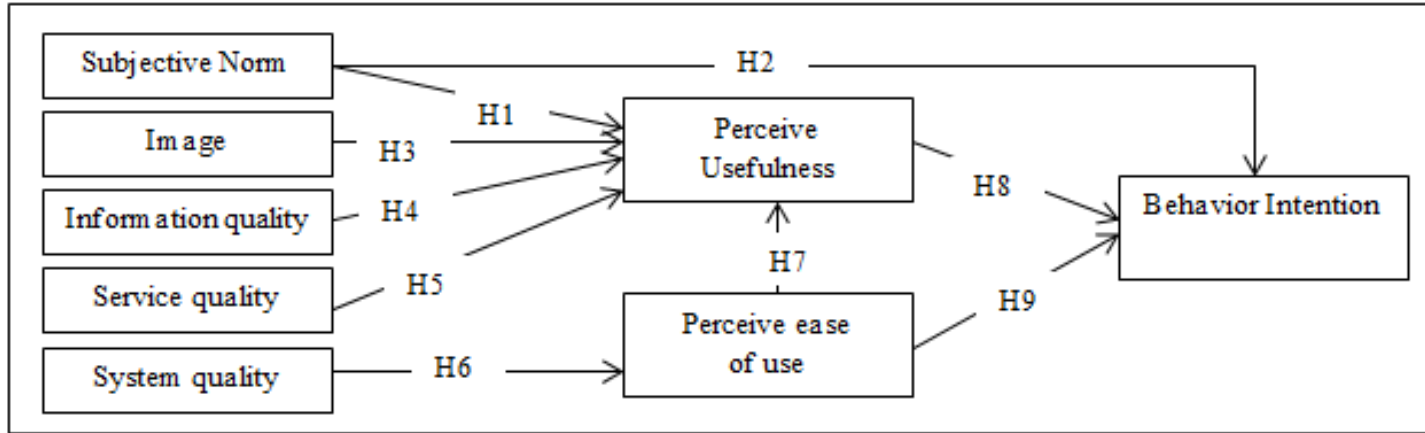 Subjective Norm
H2
H1
Perceive
Usefulness
Image
H3
Information quality
H4
H8
Behavior Intention
Service quality
H5
H7
H9
Perceive ease
of use
System quality
H6